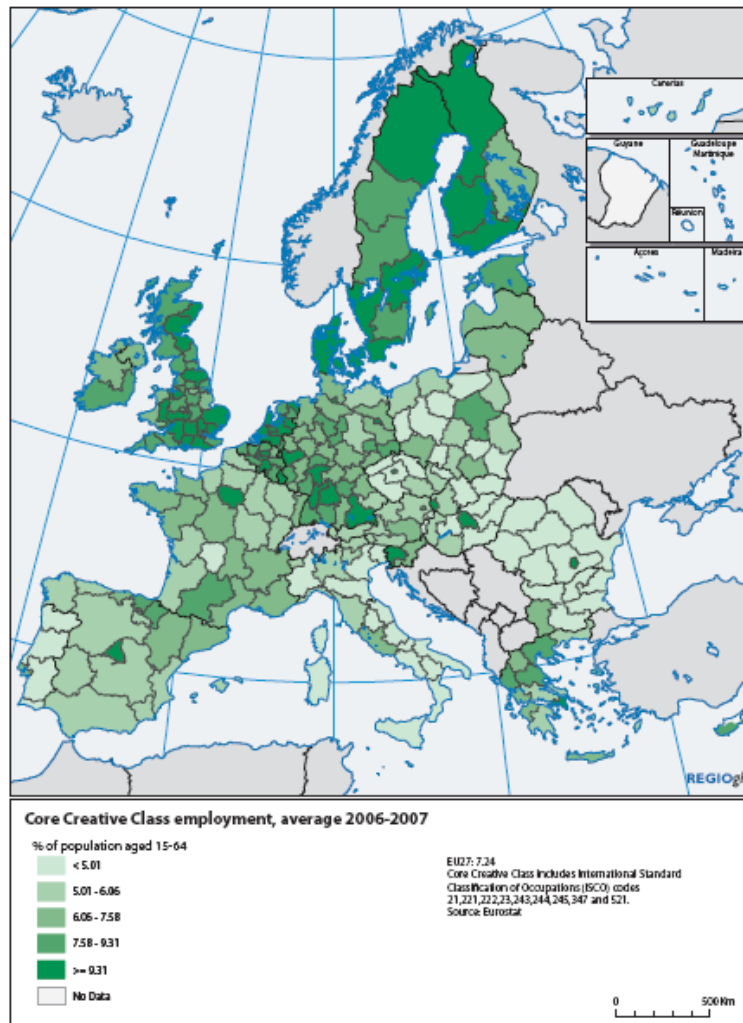 Canarias
Guyane
Guadeloupe
Martinique
Réunion
Açores
Madeira
REGIOgi
Core Creative Class employment, average 2006-2007
% of population aged 15-64
< 5.01
5.01 - 6.06
6.06 - 7.58
7.58 - 9.31
>= 9.31
No Data
EU27: 7.24
Core Creative Class includes International Standard
Classification of Occupations (ISCO) codes
21,221,222,23,243,244,245,347 and 521.
Source: Eurostat
0 500 Km